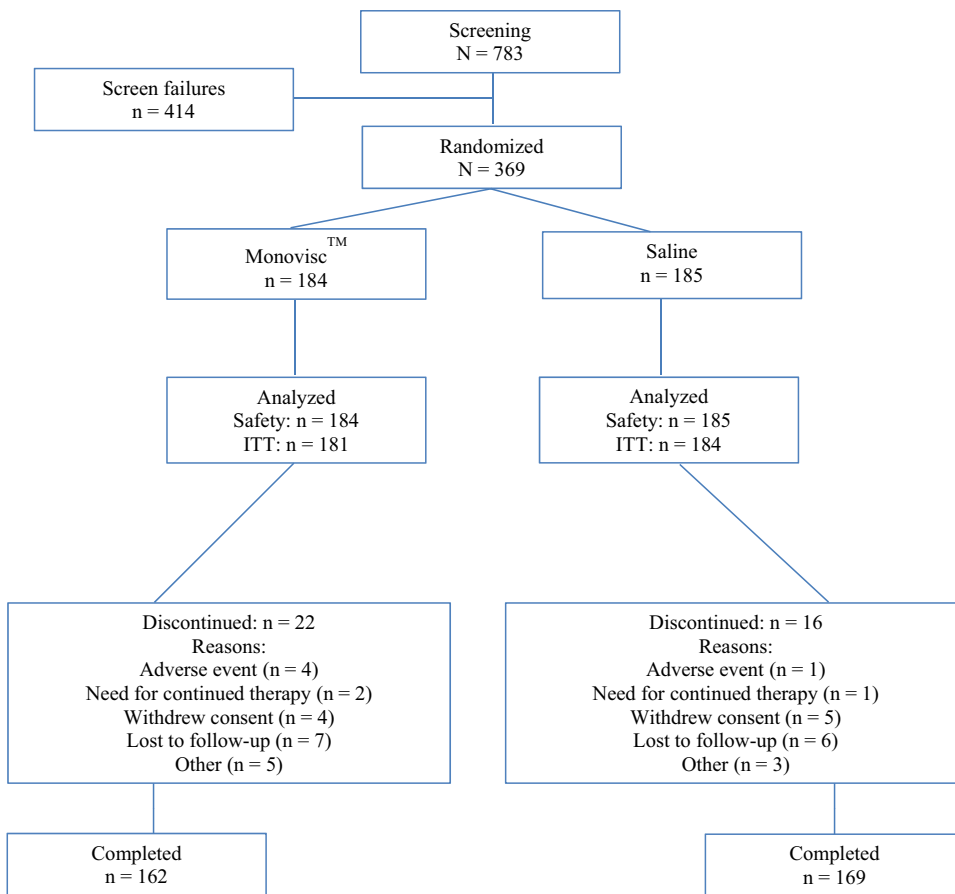 Screening
N = 783
Screen failures
n = 414
Randomized
N = 369
Monovisc™
n = 184
Saline
n = 185
Analyzed
Safety: n = 184
ITT: n = 181
Analyzed
Safety: n = 185
ITT: n = 184
Discontinued: n = 22
Reasons:
Adverse event (n = 4)
Need for continued therapy (n = 2)
Withdrew consent (n = 4)
Lost to follow-up (n = 7)
Other (n = 5)
Discontinued: n = 16
Reasons:
Adverse event (n = 1)
Need for continued therapy (n = 1)
Withdrew consent (n = 5)
Lost to follow-up (n = 6)
Other (n = 3)
Completed
n = 162
Completed
n = 169